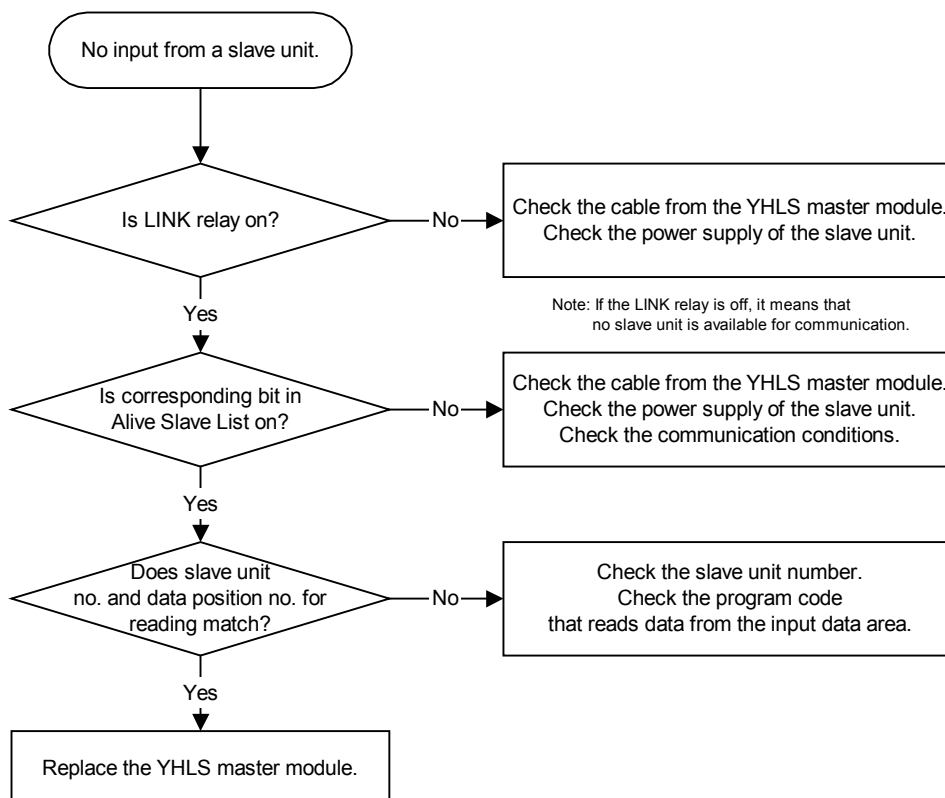 No input from a slave unit.
Is LINK relay on?
No
Check the cable from the YHLS master module.
Check the power supply of the slave unit.
Yes
Note: If the LINK relay is off, it means that
no slave unit is available for communication.
Is corresponding bit in
Alive Slave List on?
No
Check the cable from the YHLS master module.
Check the power supply of the slave unit.
Check the communication conditions.
Yes
Does slave unit
no. and data position no. for
reading match?
No
Check the slave unit number.
Check the program code
that reads data from the input data area.
Yes
Replace the YHLS master module.